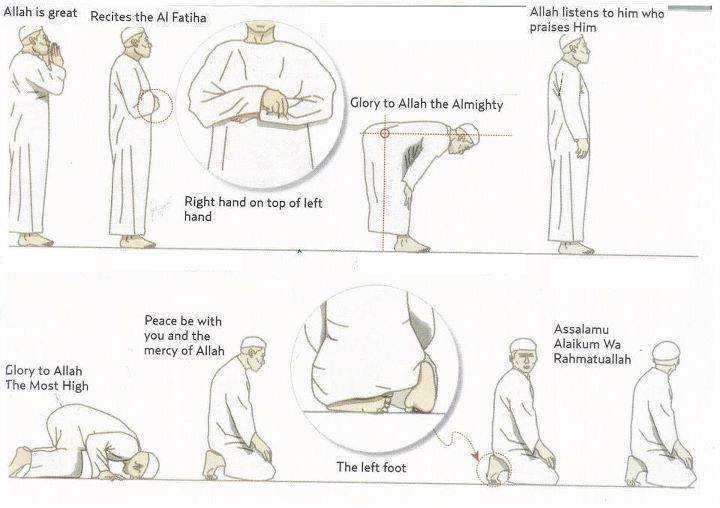 Allah is great
Recites the Al Fatiha
Allah listens to him who
praises Him
Glory to Allah the Almighty
Right hand on top of left
hand
Peace be with
you and the
mercy of Allah
Glory to Allah
The Most High
The left foot
Assalamu
Alaikum Wa
Rahmatuallah